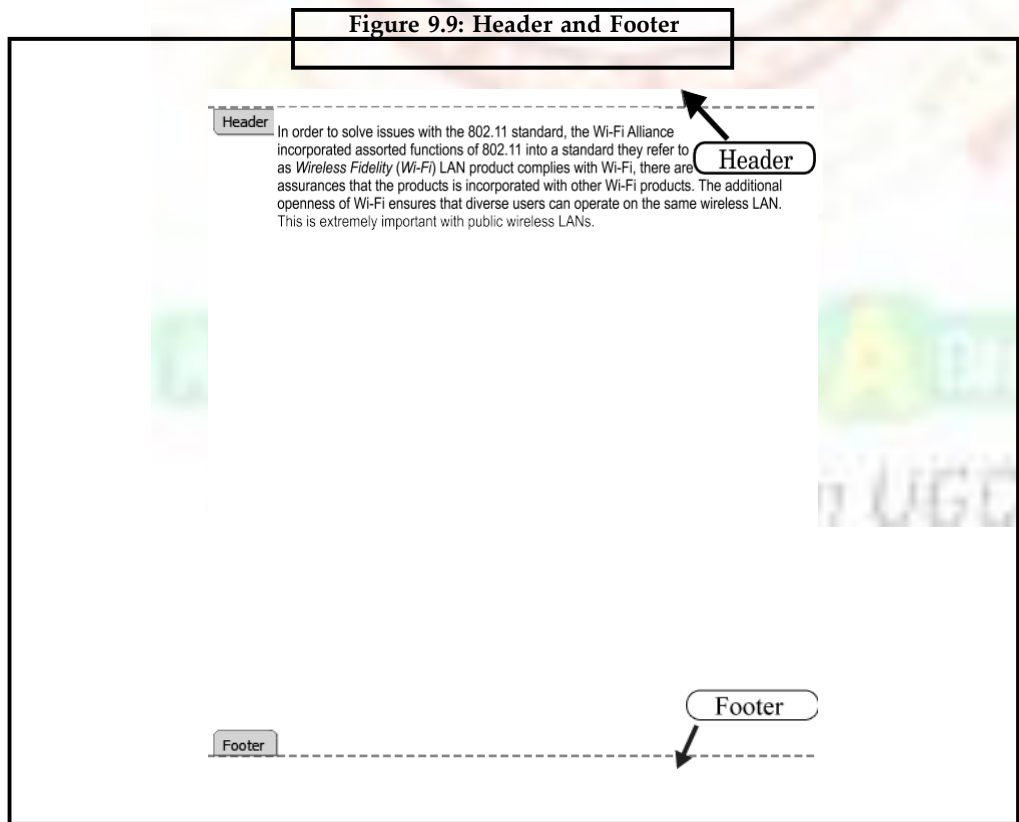 Figure 9.9: Header and Footer
Header
In order to solve issues with the 802.11 standard, the Wi-Fi Alliance
incorporated assorted functions of 802.11 into a standard they refer to
Header
as Wireless Fidelity (Wi-Fi) LAN product complies with Wi-Fi, there are
assurances that the products is incorporated with other Wi-Fi products. The additional
openness of Wi-Fi ensures that diverse users can operate on the same wireless LAN.
This is extremely important with public wireless LANs.
Footer
Footer
UGC